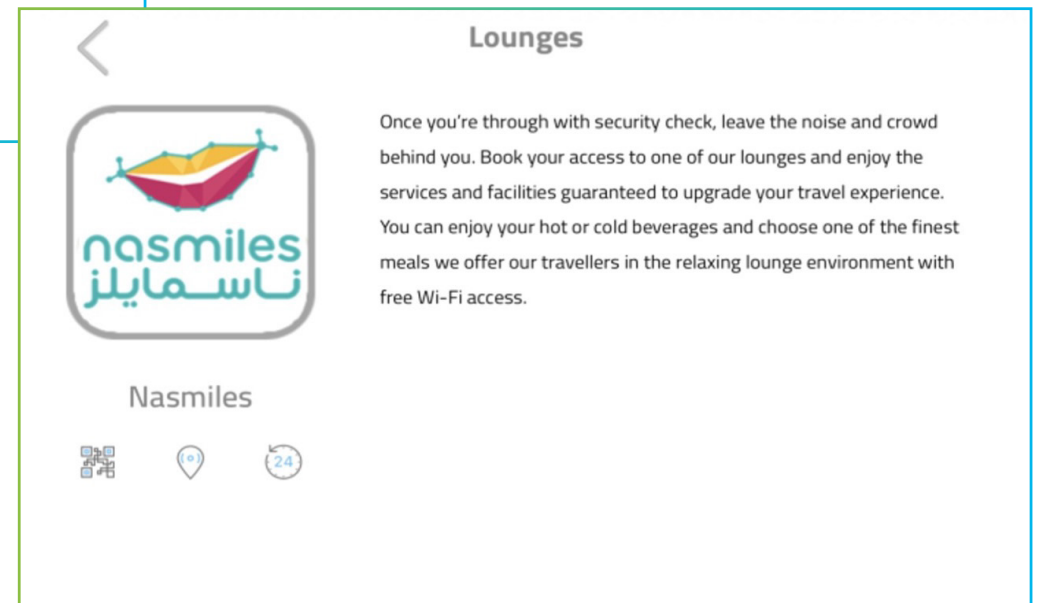 Lounges
nasmiles
ناسمايلز
Once you're through with security check, leave the noise and crowd
behind you. Book your access to one of our lounges and enjoy the
services and facilities guaranteed to upgrade your travel experience.
You can enjoy your hot or cold beverages and choose one of the finest
meals we offer our travellers in the relaxing lounge environment with
free Wi-Fi access.
Nasmiles
24